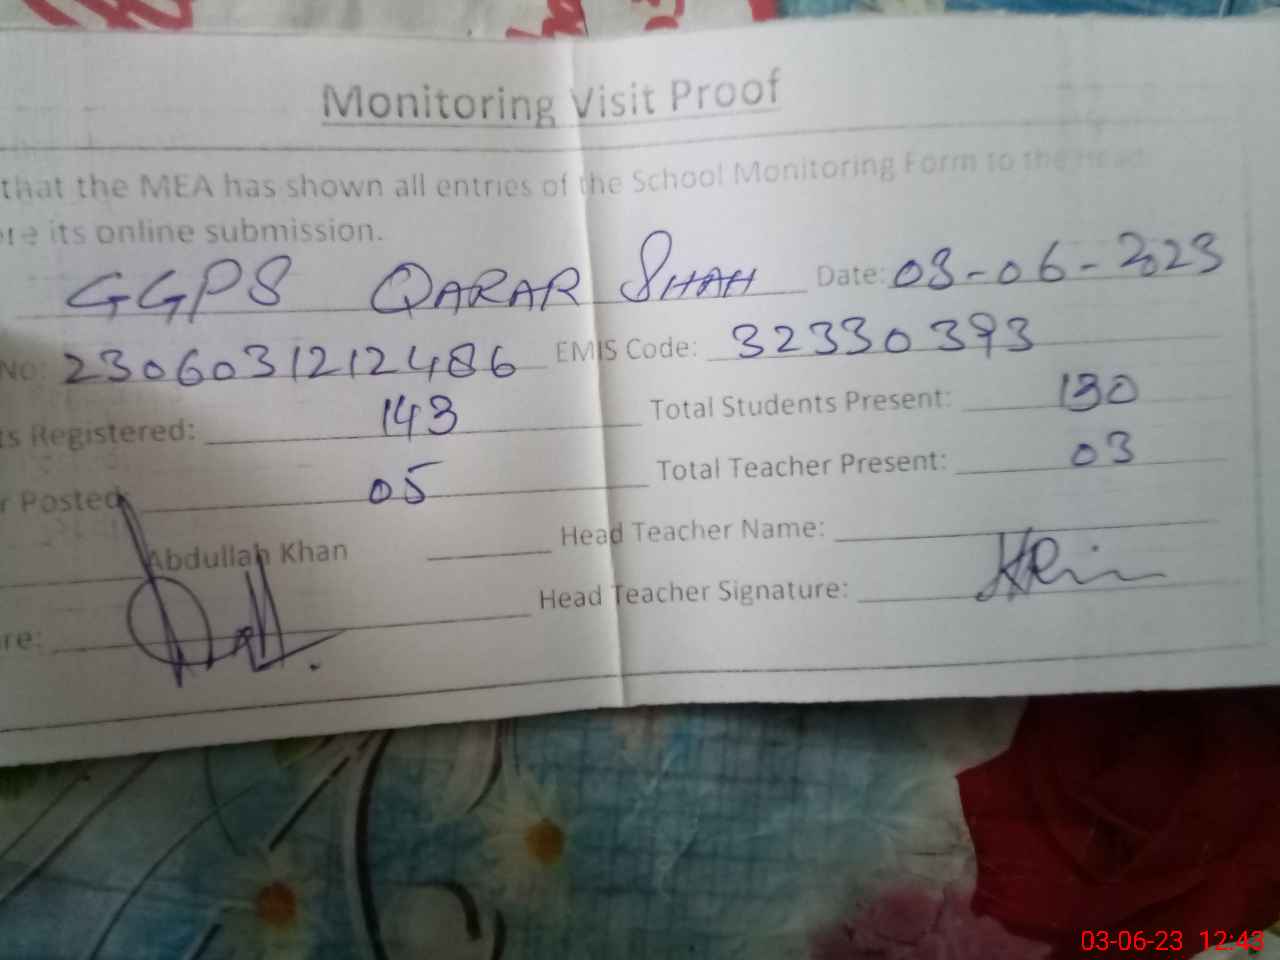 Monitoring Visit Proof
that the MEA has shown all entries of the School Monitoring Form to the Head
ore its online submission.
GGPS QARAR SHAH Date: 03-06-2023
No: 2306031212486 EMIS Code: 32330393
ts Registered: 143 Total Students Present: 130
r Posted: 05 Total Teacher Present: 03
Abdullah Khan Head Teacher Name:
re: Head Teacher Signature:
03-06-23 12:43